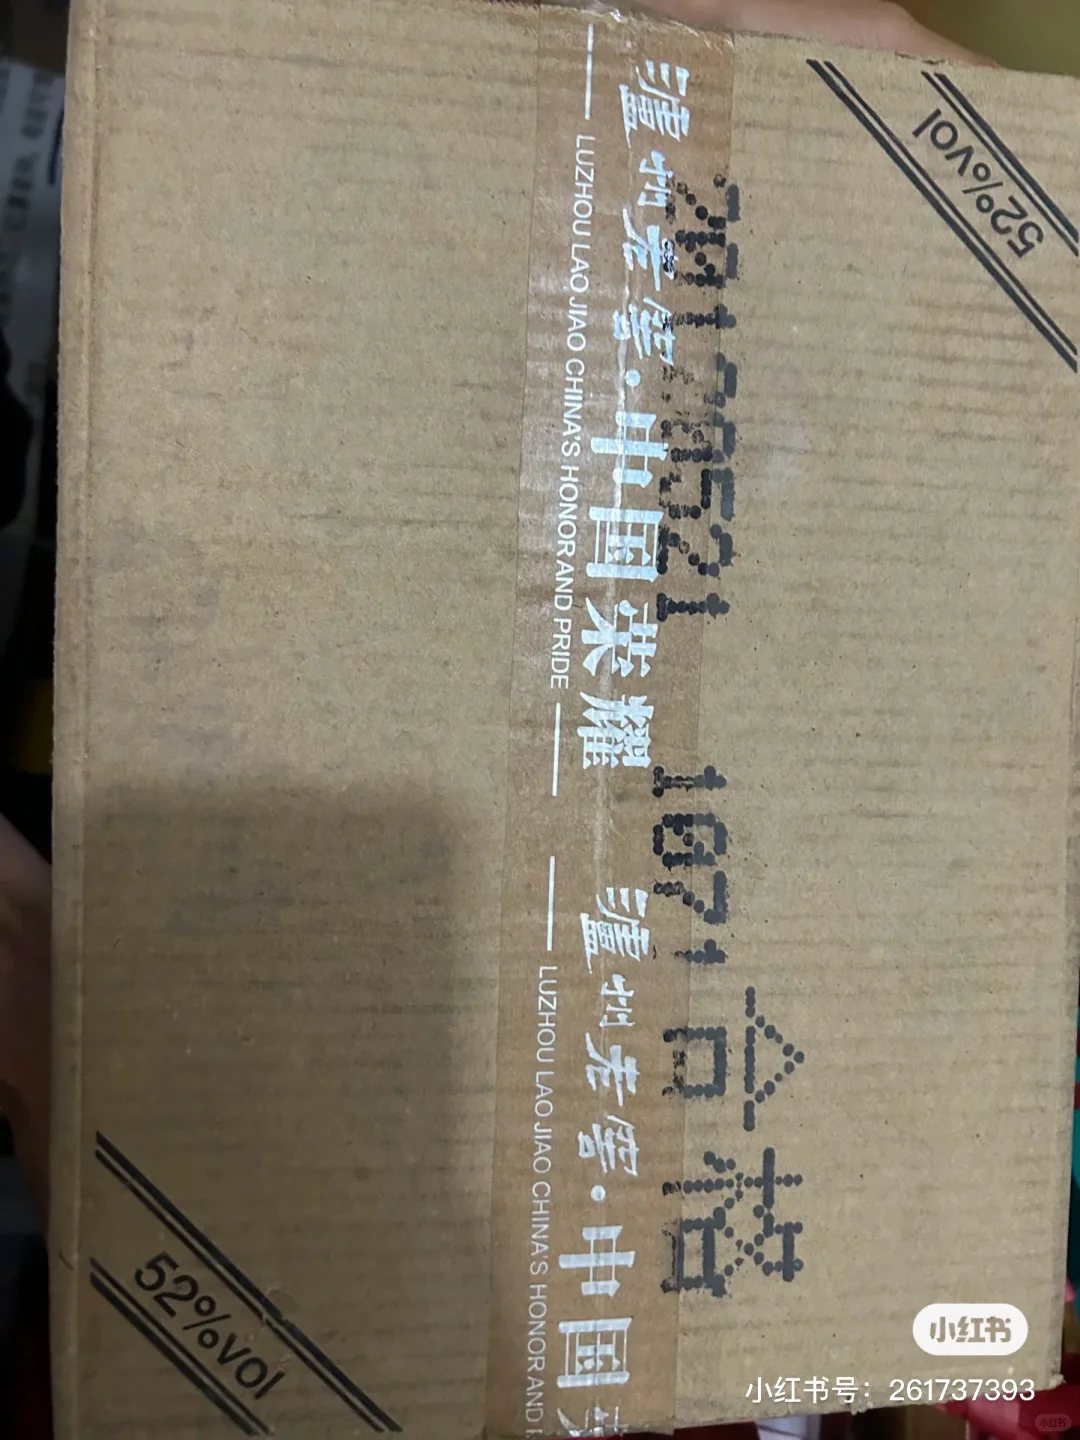 52%vol
瀘州老窖·中国荣耀
LUZHOU LAO JIAO CHINA'S HONOR AND PRIDE
瀘州老窖·中国
LUZHOU LAO JIAO CHINA'S HONOR AND
合格
52%vol
小红书
小红书号：261737393